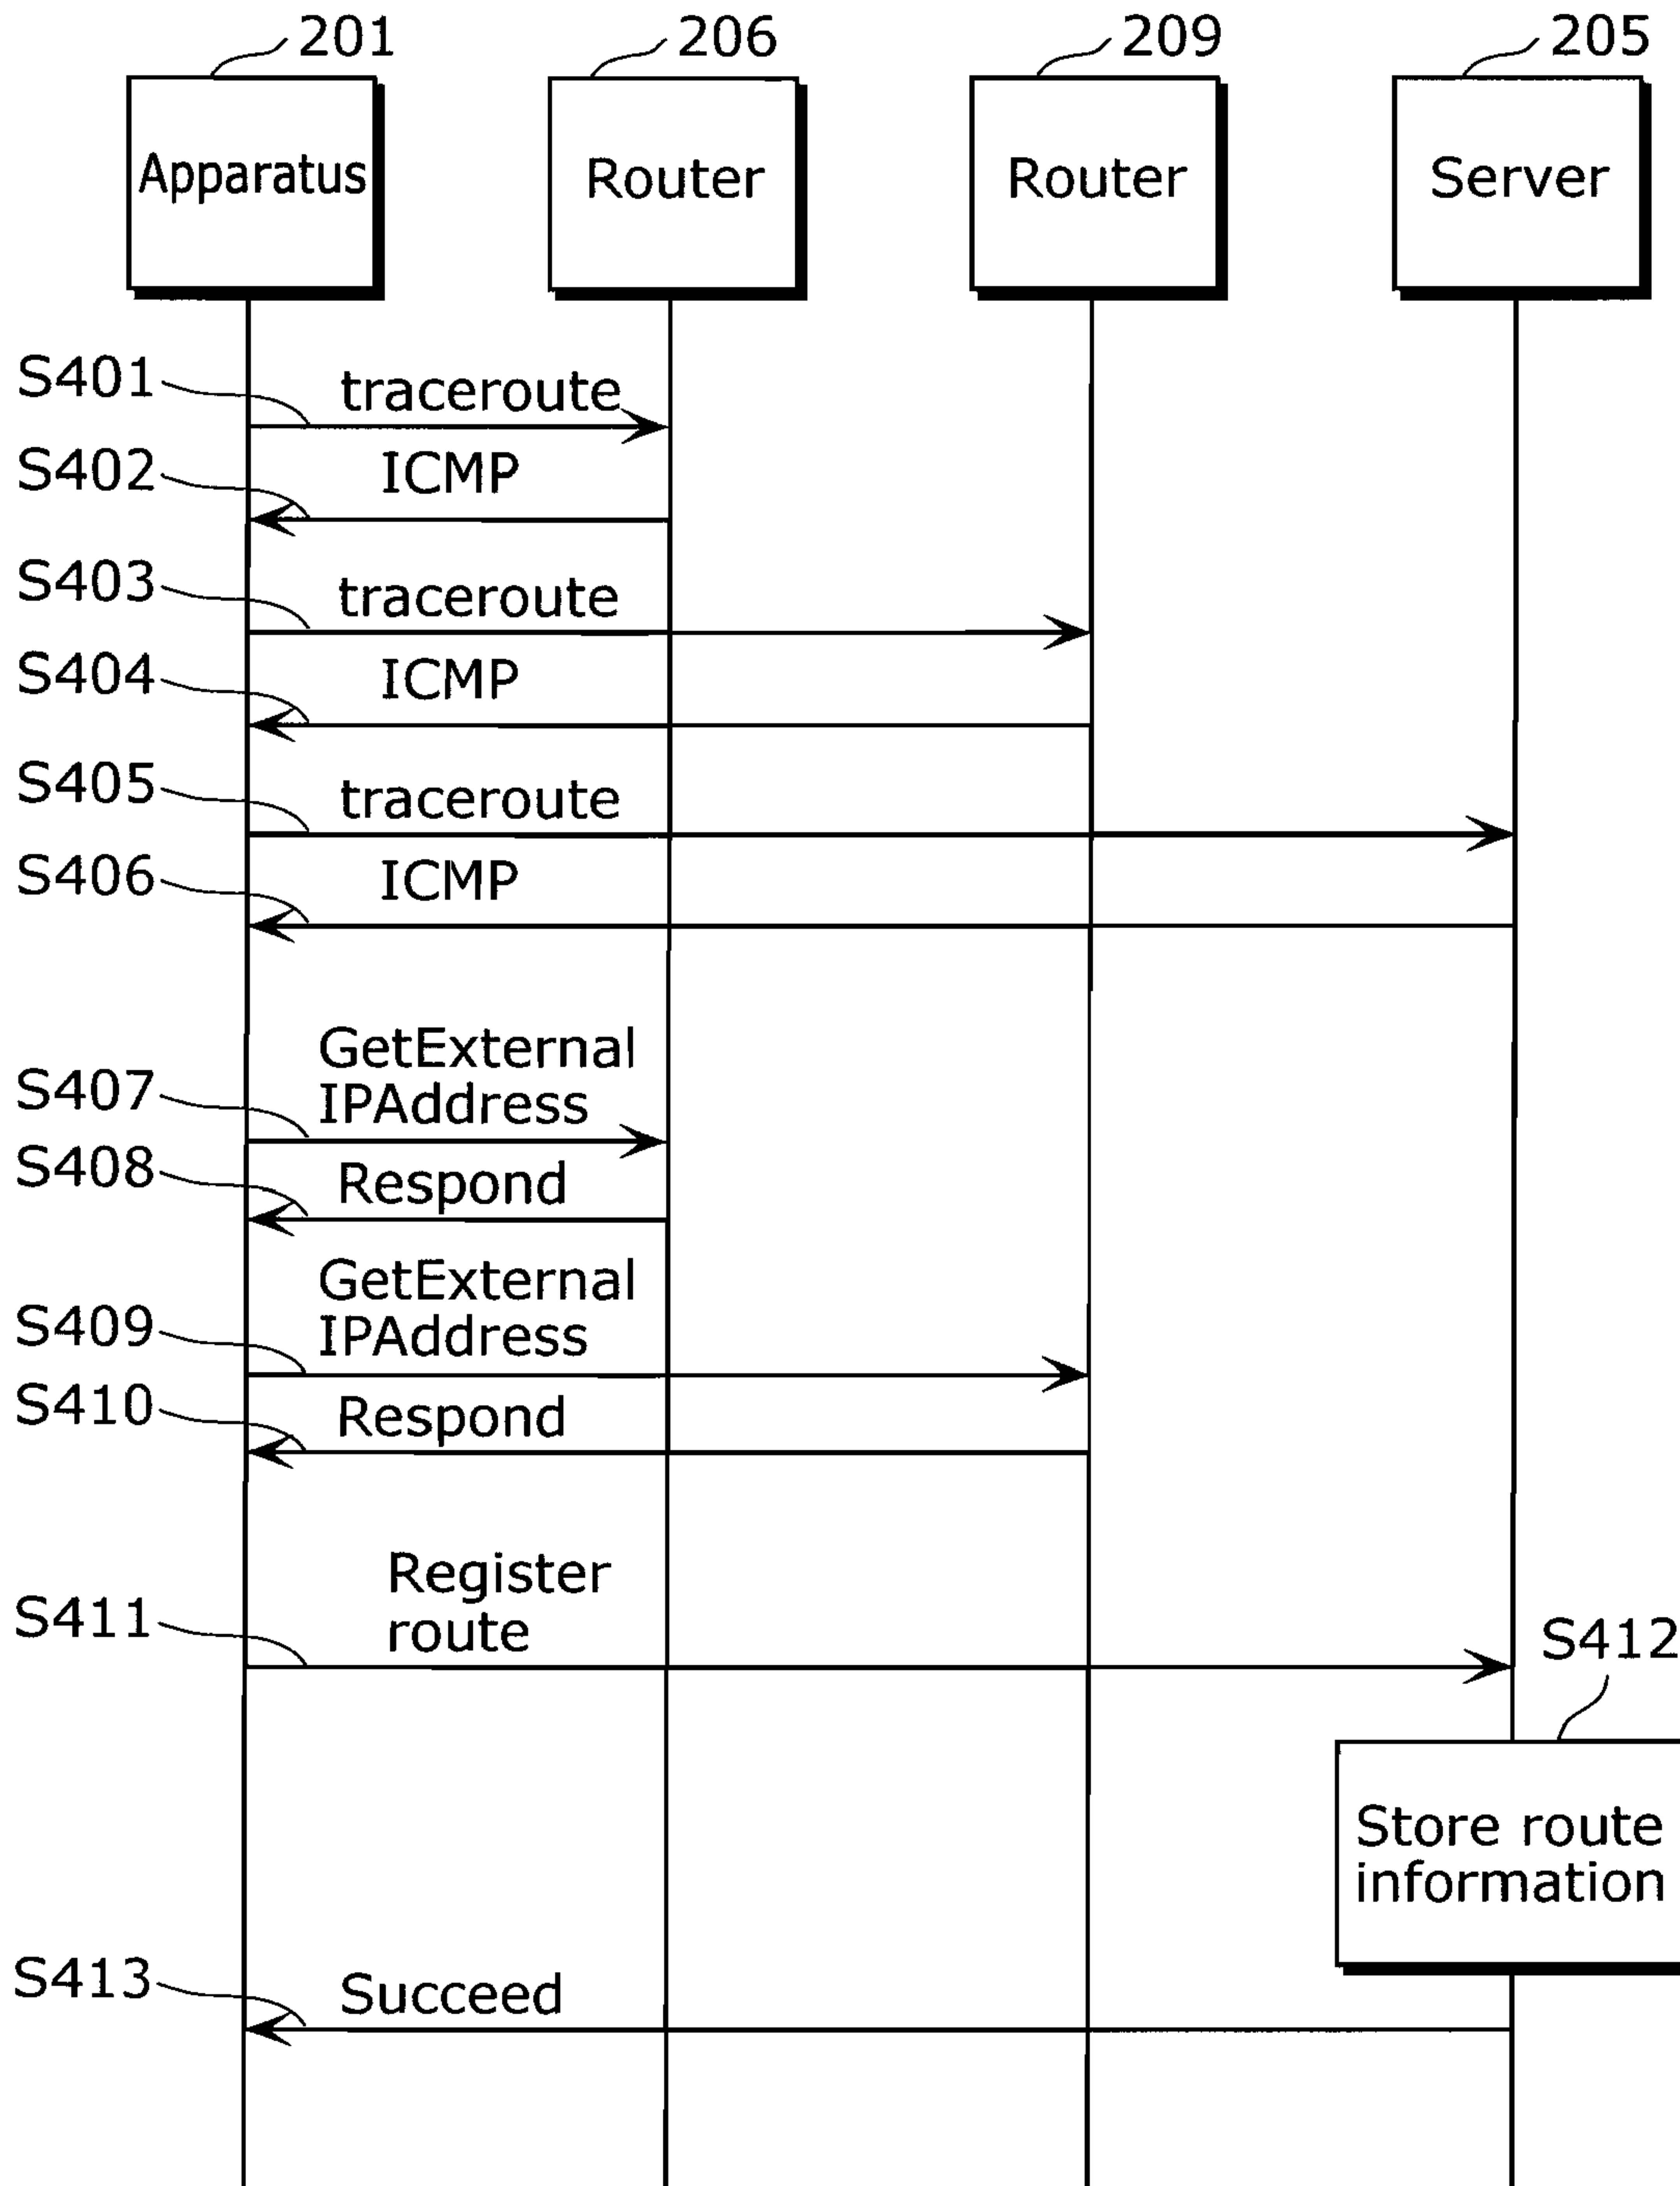 201
206
209
205
Apparatus
Router
Router
Server
S401
traceroute
S402
ICMP
S403
traceroute
S404
ICMP
S405
traceroute
S406
ICMP
GetExternal
IPAddress
S407
Respond
S408
GetExternal
IPAddress
S409
Respond
S410
Register
route
S411
S412
Store route
information
Succeed
S413